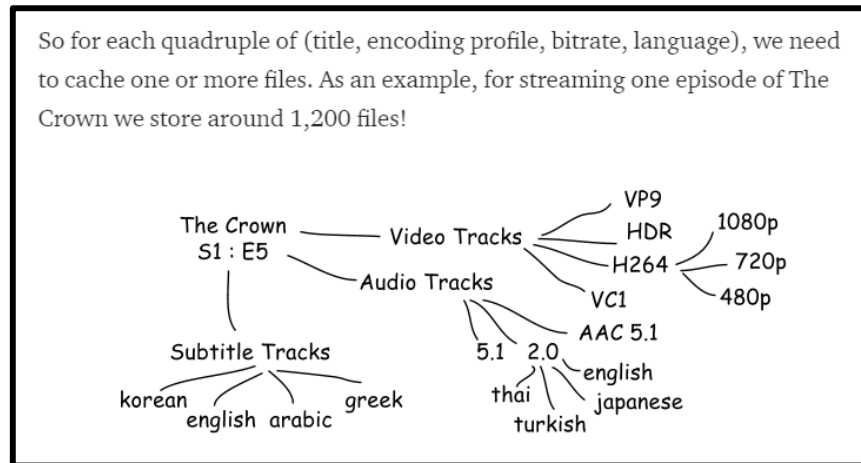 So for each quadruple of (title, encoding profile, bitrate, language), we need
to cache one or more files. As an example, for streaming one episode of The
Crown we store around 1,200 files!
The Crown
S1 : E5
Video Tracks
VP9
HDR
H264
VC1
1080p
720p
480p
Audio Tracks
5.1
2.0
AAC 5.1
thai
turkish
japanese
english
Subtitle Tracks
korean
english
arabic
greek